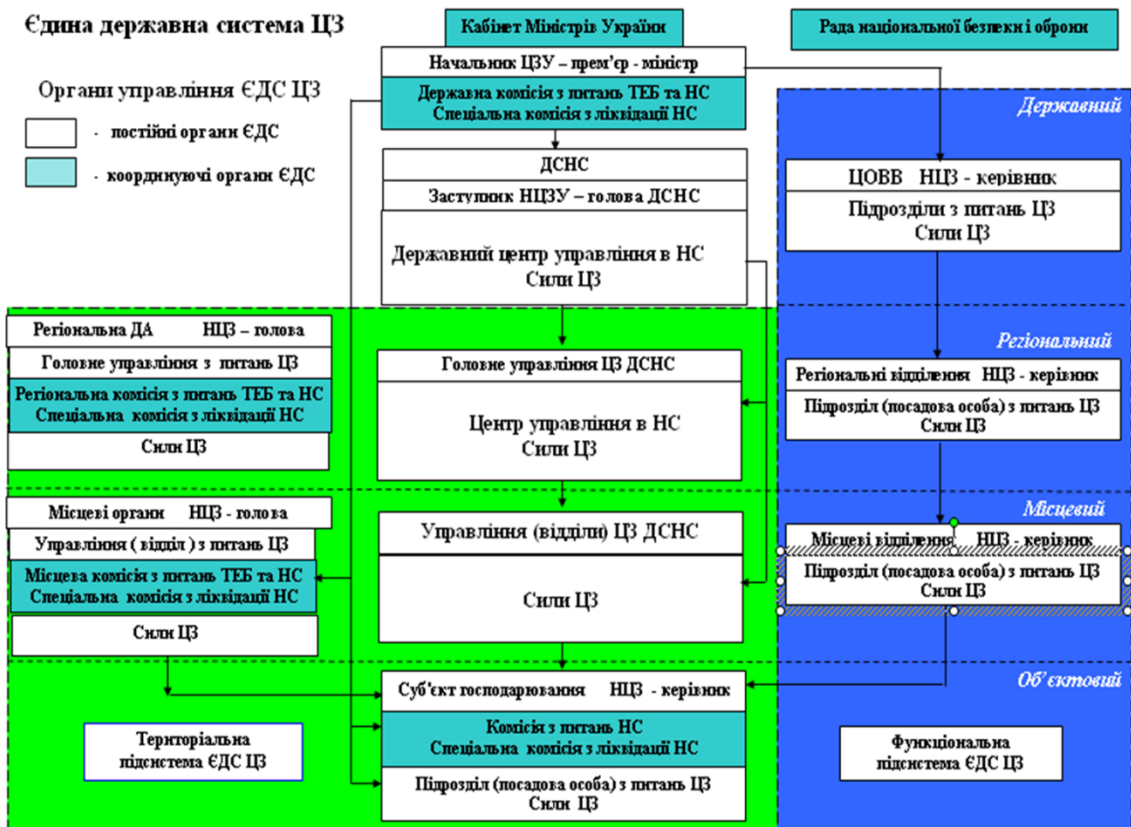 Єдина державна система ЦЗ
Органи управління ЄДС ЦЗ
- постійні органи ЄДС
- координуючі органи ЄДС
Кабінет Міністрів України
Начальник ЦЗУ – прем’єр - міністр
Державна комісія з питань ТЕБ та НС
Спеціальна комісія з ліквідації НС
Рада національної безпеки і оброни
ДСНС
Заступник НЦЗУ – голова ДСНС
Державний центр управління в НС
Сили ЦЗ
Державний
ЦОВВ НЦЗ - керівник
Підрозділи з питань ЦЗ
Сили ЦЗ
Регіональна ДА НЦЗ – голова
Головне управління з питань ЦЗ
Регіональна комісія з питань ТЕБ та НС
Спеціальна комісія з ліквідації НС
Сили ЦЗ
Головне управління ЦЗ ДСНС
Центр управління в НС
Сили ЦЗ
Регіональний
Регіональні відділення НЦЗ - керівник
Підрозділ (посадова особа) з питань ЦЗ
Сили ЦЗ
Місцеві органи НЦЗ - голова
Управління ( відділ ) з питань ЦЗ
Місцева комісія з питань ТЕБ та НС
Спеціальна комісія з ліквідації НС
Сили ЦЗ
Управління (відділи) ЦЗ ДСНС
Сили ЦЗ
Місцевий
Місцеві відділення НЦЗ - керівник
Підрозділ (посадова особа) з питань ЦЗ
Сили ЦЗ
Територіальна
підсистема ЄДС ЦЗ
Суб’єкт господарювання НЦЗ - керівник
Комісія з питань НС
Спеціальна комісія з ліквідації НС
Підрозділ (посадова особа) з питань ЦЗ
Сили ЦЗ
Об’єктовий
Функціональна
підсистема ЄДС ЦЗ